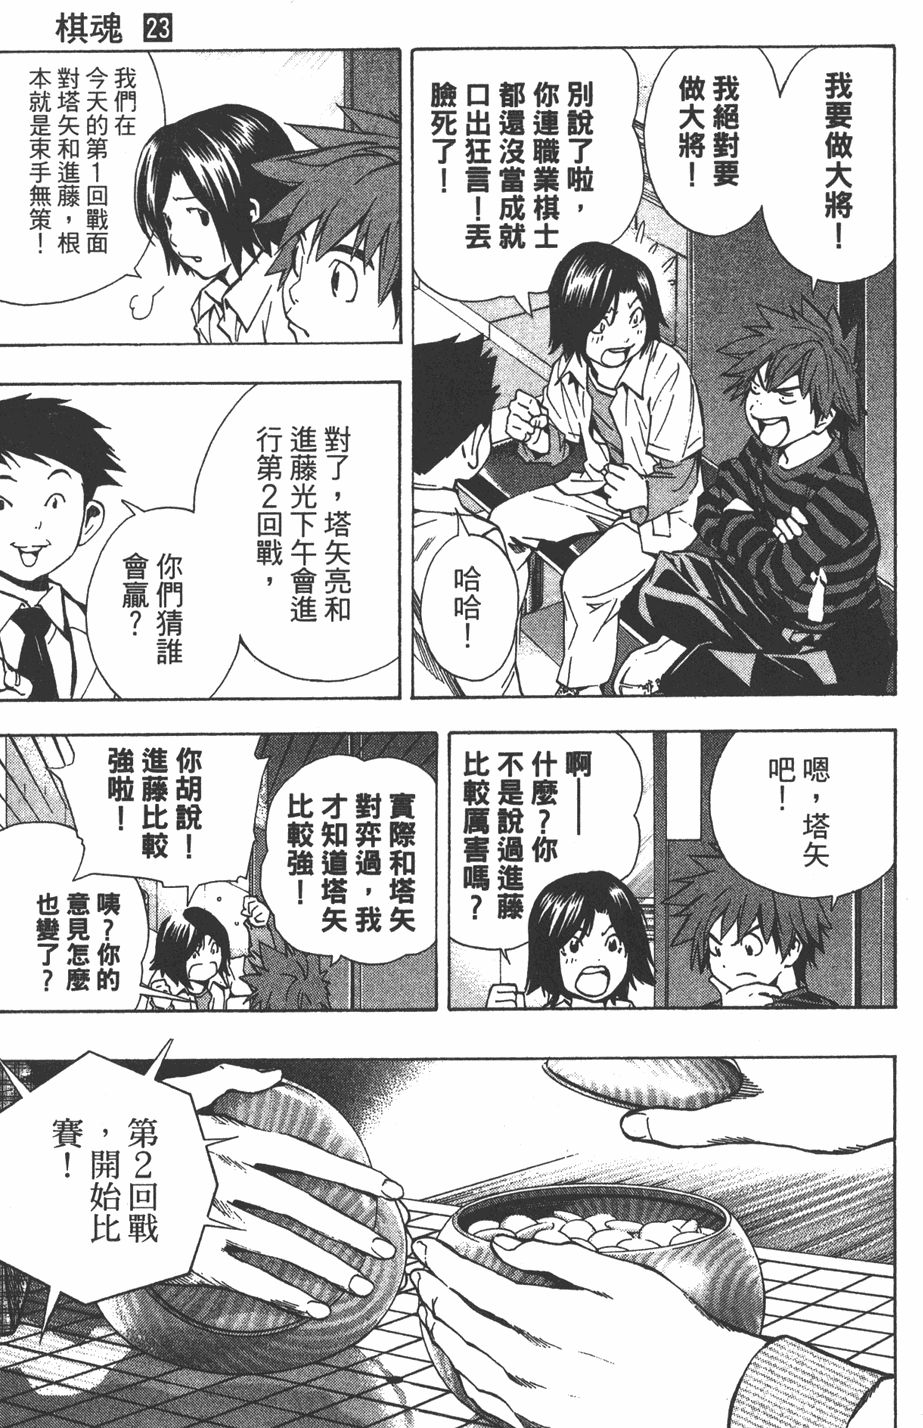 棋魂 23
我要做大將！
我絕對要
做大將！
別說了啦，
你連職業棋士
都還沒當成就
口出狂言！丟
臉死了！
哈哈！
我們在
今天的第1回戰面
對塔矢和進藤，根
本就是束手無策！
對了，塔矢亮和
進藤光下午會進
行第2回戰，
你們猜誰
會贏？
嗯，塔矢
吧！
啊——
什麼？你
不是說過進藤
比較厲害嗎？
實際和塔矢
對弈過，我
才知道塔矢
比較強！
你胡說！
進藤比較
強啦！
咦？你的
意見怎麼
也變了？
第2回戰
，開始比
賽！